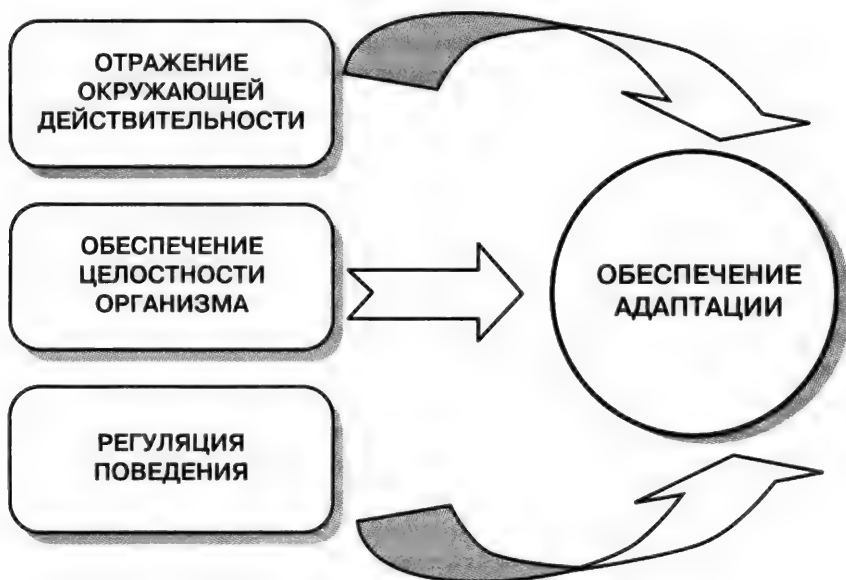 ОТРАЖЕНИЕ
ОКРУЖАЮЩЕЙ
ДЕЙСТВИТЕЛЬНОСТИ
ОБЕСПЕЧЕНИЕ
ЦЕЛОСТНОСТИ
ОРГАНИЗМА
РЕГУЛЯЦИЯ
ПОВЕДЕНИЯ
ОБЕСПЕЧЕНИЕ
АДАПТАЦИИ